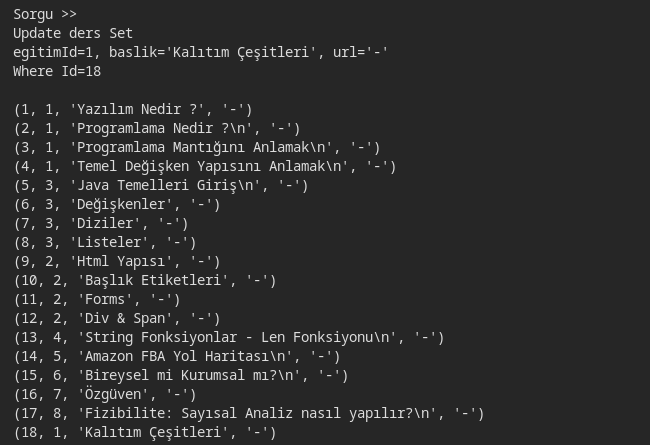 Sorgu >>
Update ders Set
egitimId=1, baslik='Kalıtım Çeşitleri', url='-'
Where Id=18
(1, 1, 'Yazılım Nedir ?', '-')
(2, 1, 'Programlama Nedir ?\n', '-')
(3, 1, 'Programlama Mantığını Anlamak\n', '-')
(4, 1, 'Temel Değişken Yapısını Anlamak\n', '-')
(5, 3, 'Java Temelleri Giriş\n', '-')
(6, 3, 'Değişkenler', '-')
(7, 3, 'Diziler', '-')
(8, 3, 'Listeler', '-')
(9, 2, 'Html Yapısı', '-')
(10, 2, 'Başlık Etiketleri', '-')
(11, 2, 'Forms', '-')
(12, 2, 'Div & Span', '-')
(13, 4, 'String Fonksiyonlar - Len Fonksiyonu\n', '-')
(14, 5, 'Amazon FBA Yol Haritası\n', '-')
(15, 6, 'Bireysel mi Kurumsal mı?\n', '-')
(16, 7, 'Özgüven', '-')
(17, 8, 'Fizibilite: Sayısal Analiz nasıl yapılır?\n', '-')
(18, 1, 'Kalıtım Çeşitleri', '-')